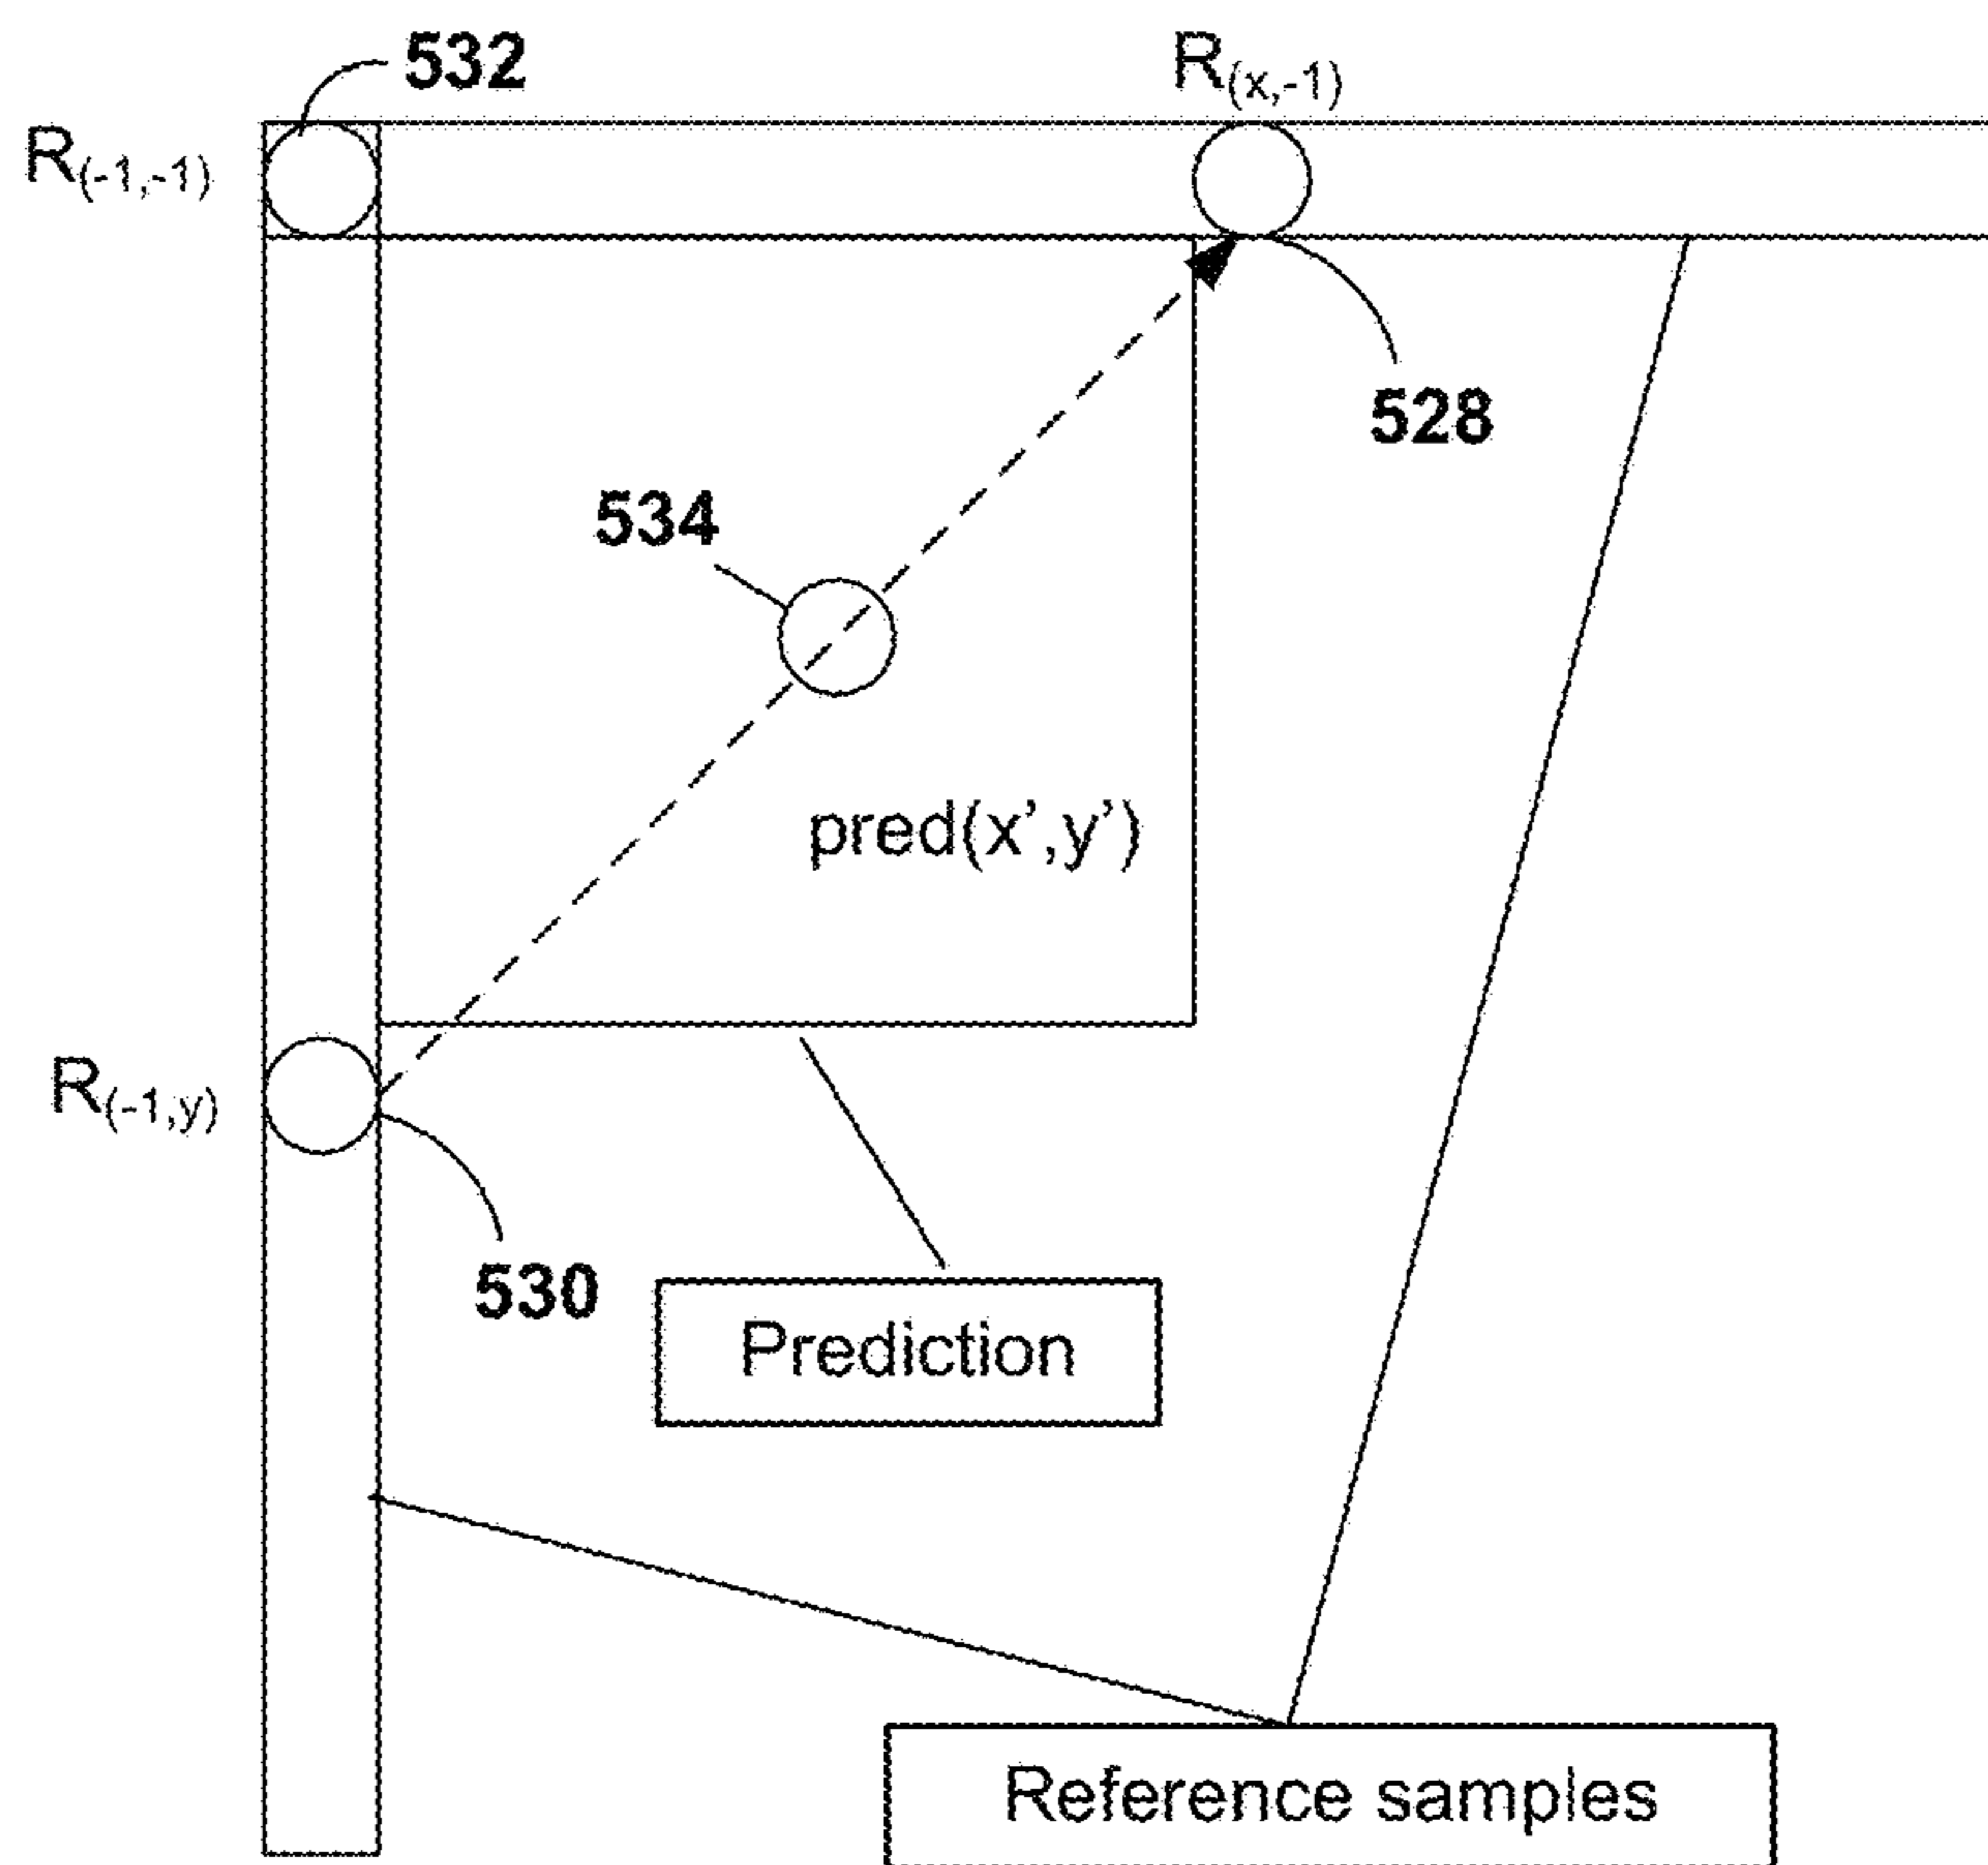 532
R(x,-1)
R(-1,-1)
528
534
pred(x’,y’)
R(-1,y)
530
Prediction
Reference samples